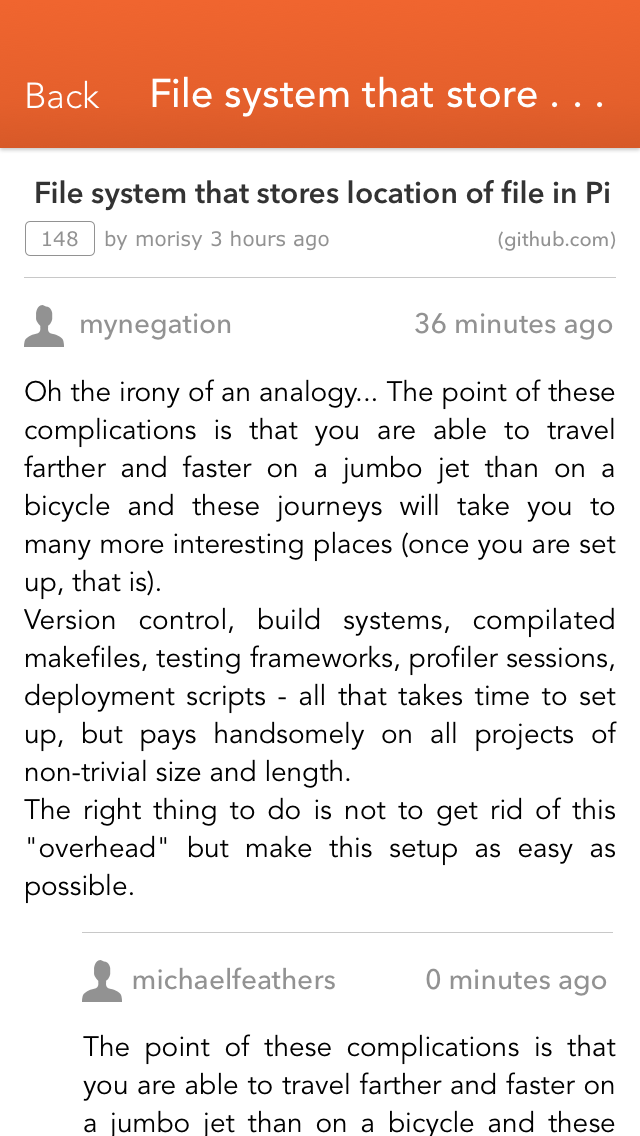 Back
File system that store . . .
File system that stores location of file in Pi
148 by morisy 3 hours ago (github.com)
mynegation 36 minutes ago
Oh the irony of an analogy... The point of these
complications is that you are able to travel
farther and faster on a jumbo jet than on a
bicycle and these journeys will take you to
many more interesting places (once you are set
up, that is).
Version control, build systems, compilated
makefiles, testing frameworks, profiler sessions,
deployment scripts - all that takes time to set
up, but pays handsomely on all projects of
non-trivial size and length.
The right thing to do is not to get rid of this
"overhead" but make this setup as easy as
possible.
michaelfeathers 0 minutes ago
The point of these complications is that
you are able to travel farther and faster on
a jumbo jet than on a bicycle and these